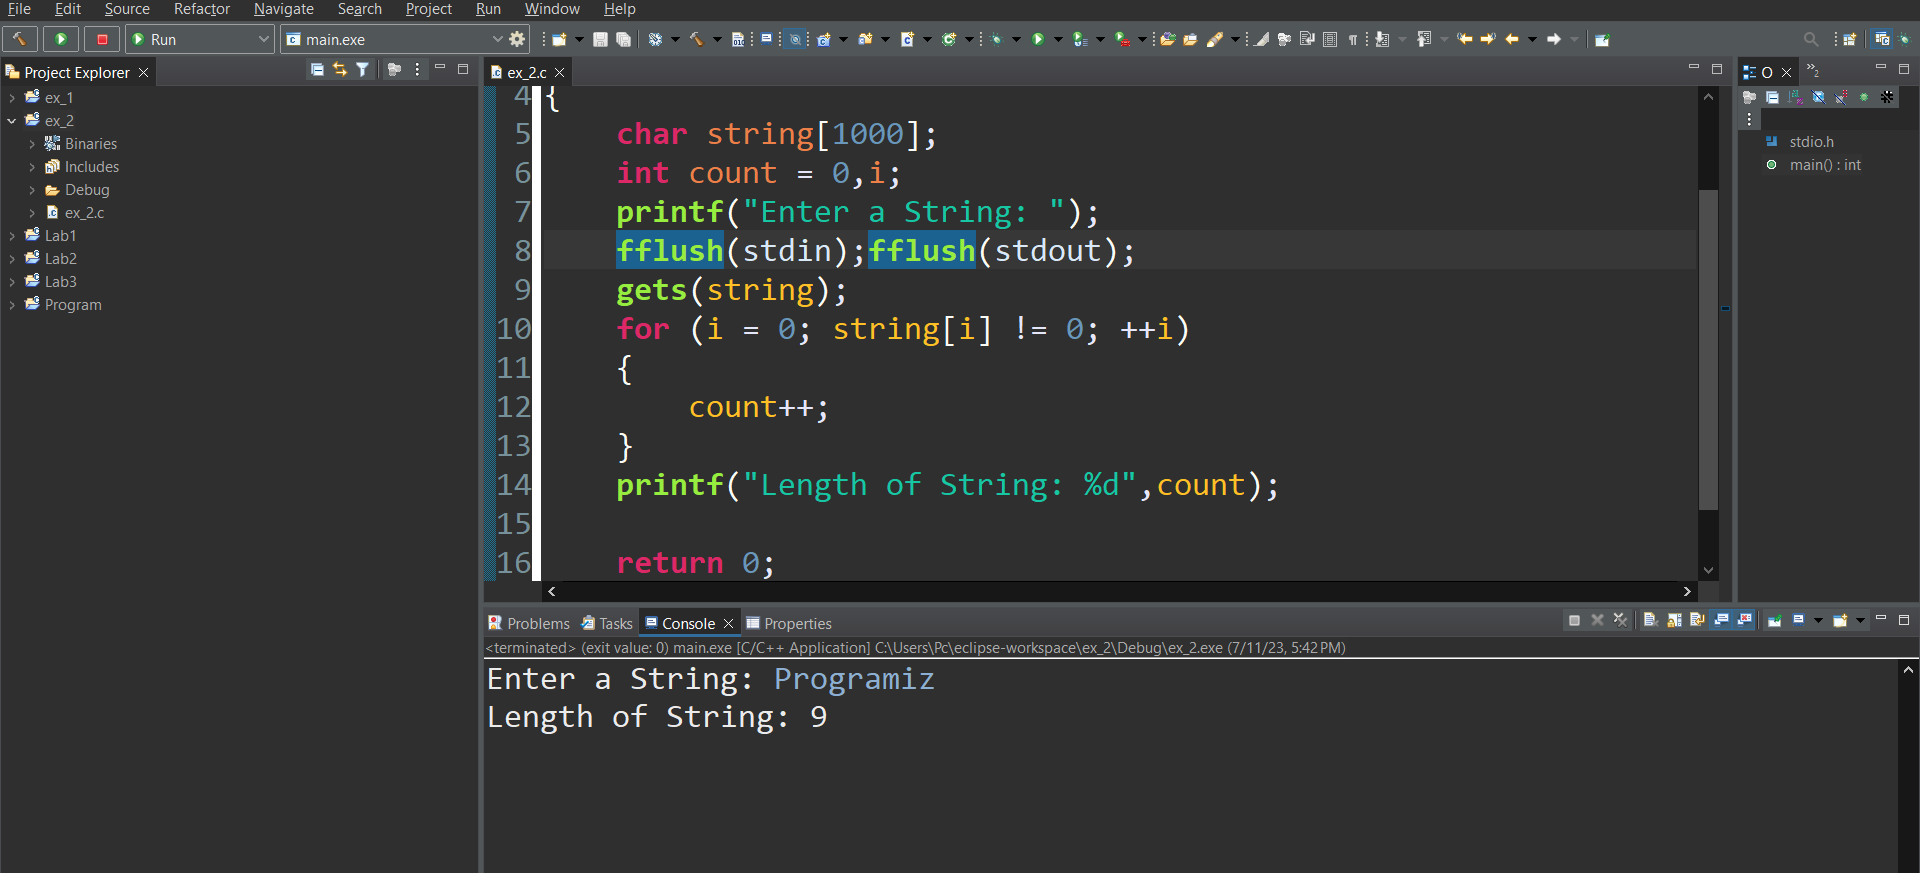 File Edit Source Refactor Navigate Search Project Run Window Help
Run main.exe
Project Explorer
ex_1
ex_2
Binaries
Includes
Debug
ex_2.c
Lab1
Lab2
Lab3
Program
ex_2.c
4 {
5 char string[1000];
6 int count = 0,i;
7 printf("Enter a String: ");
8 fflush(stdin);fflush(stdout);
9 gets(string);
10 for (i = 0; string[i] != 0; ++i)
11 {
12 count++;
13 }
14 printf("Length of String: %d",count);
15
16 return 0;
O 2
stdio.h
main() : int
Problems Tasks Console Properties
<terminated> (exit value: 0) main.exe [C/C++ Application] C:\Users\Pc\eclipse-workspace\ex_2\Debug\ex_2.exe (7/11/23, 5:42 PM)
Enter a String: Programiz
Length of String: 9